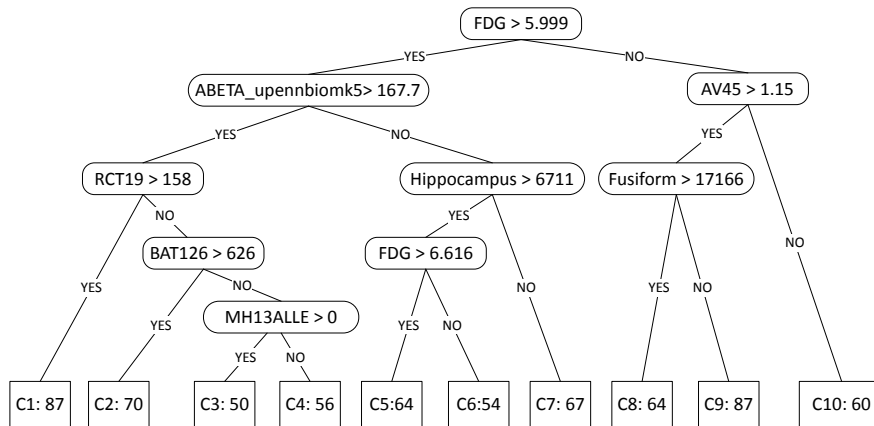 FDG > 5.999
YES
NO
ABETA_upennbiomk5> 167.7
AV45 > 1.15
YES
NO
YES
RCT19 > 158
Hippocampus > 6711
Fusiform > 17166
NO
YES
NO
BAT126 > 626
FDG > 6.616
YES
NO
NO
YES
NO
MH13ALLE > 0
YES
YES
NO
YES
NO
YES
NO
C1: 87
C2: 70
C3: 50
C4: 56
C5:64
C6:54
C7: 67
C8: 64
C9: 87
C10: 60